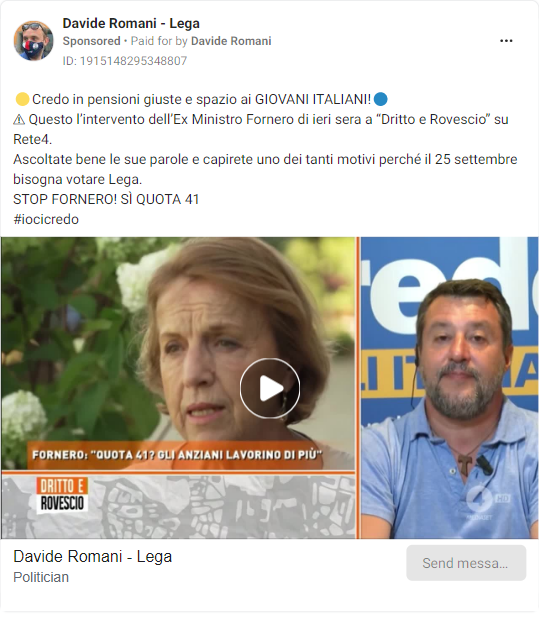 Davide Romani - Lega
Sponsored • Paid for by Davide Romani
ID: 1915148295348807
🟡Credo in pensioni giuste e spazio ai GIOVANI ITALIANI!🔵
⚠ Questo l’intervento dell’Ex Ministro Fornero di ieri sera a “Dritto e Rovescio” su
Rete4.
Ascoltate bene le sue parole e capirete uno dei tanti motivi perché il 25 settembre
bisogna votare Lega.
STOP FORNERO! SÌ QUOTA 41
#iocicredo
redo
LI ITA
FORNERO: "QUOTA 41? GLI ANZIANI LAVORINO DI PIÙ"
DRITTO E
ROVESCIO
HD
Davide Romani - Lega
Politician
Send messa...